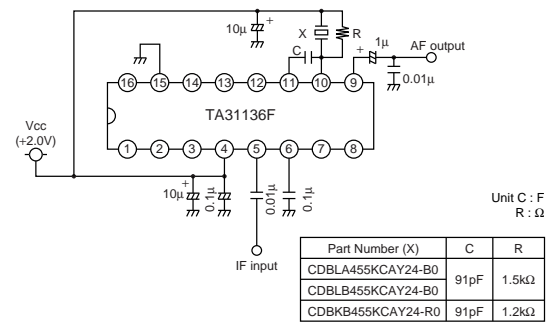 10μ
+
X
R
C
+
1μ
AF output
0.01μ
16 15 14 13 12 11 10 9
TA31136F
Vcc
(+2.0V)
1 2 3 4 5 6 7 8
10μ
+
0.1μ
0.01μ
0.1μ
IF input
Unit C : F
R : Ω
Part Number (X) C R
CDBLA455KCAY24-B0 91pF 1.5kΩ
CDBLB455KCAY24-B0
CDBKB455KCAY24-R0 91pF 1.2kΩ